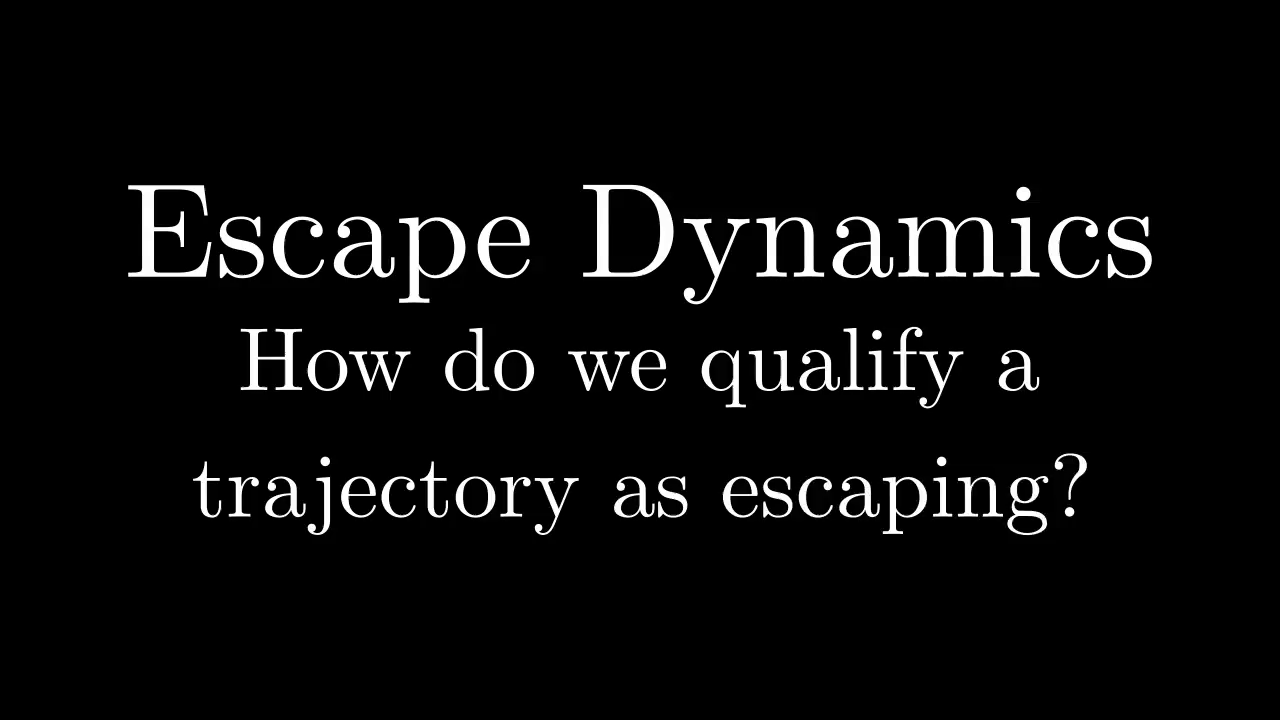 Escape Dynamics
How do we qualify a
trajectory as escaping?